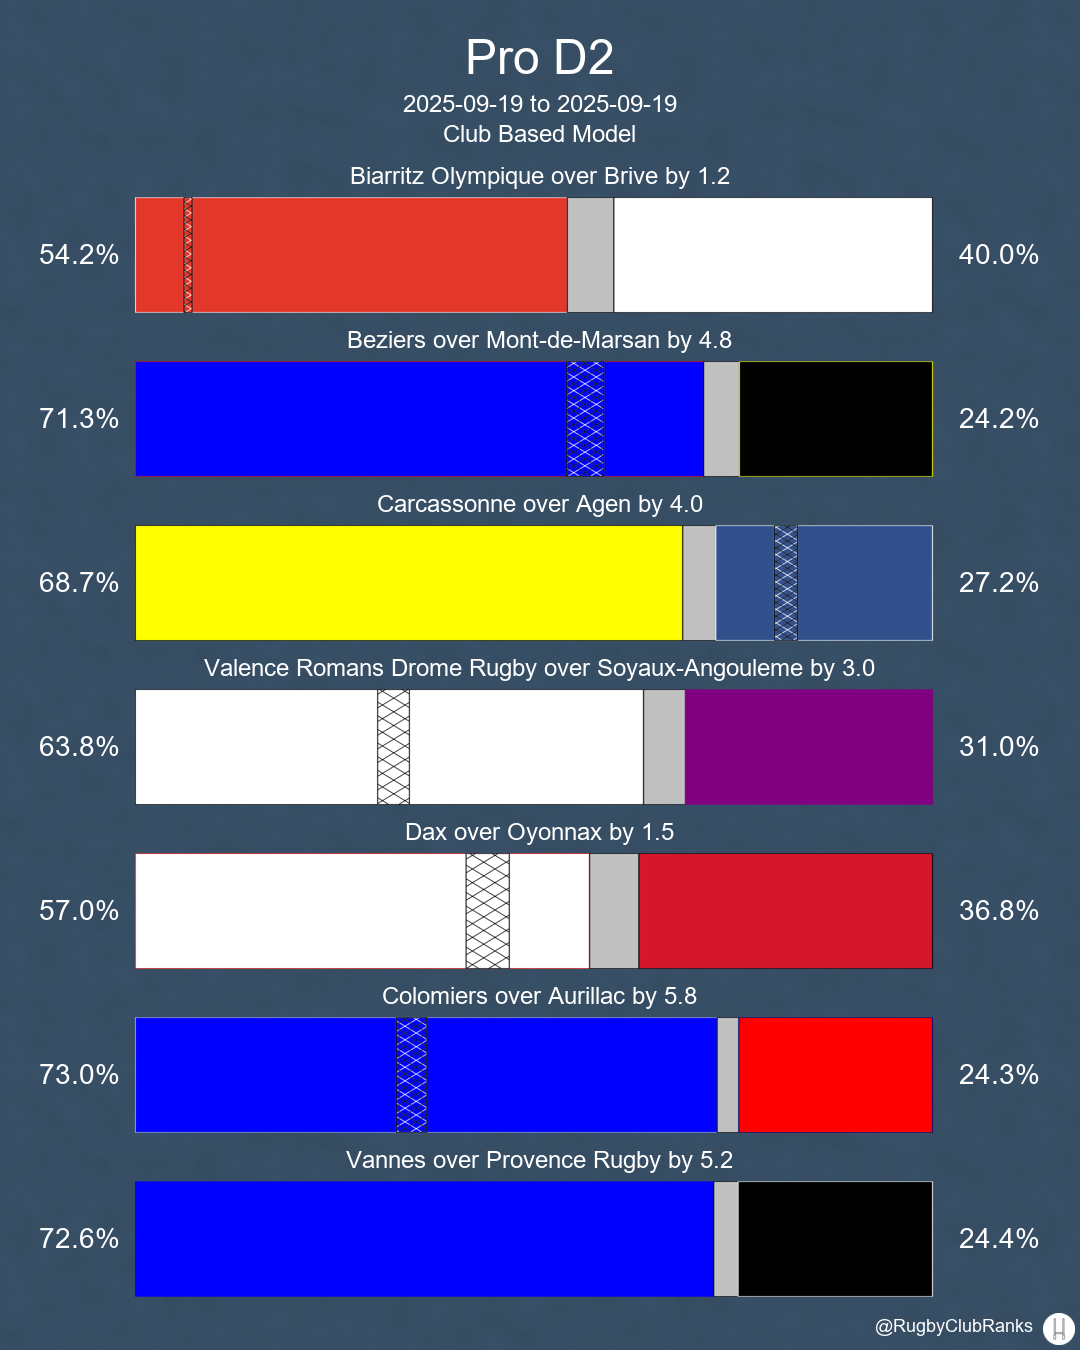 Pro D2
2025-09-19 to 2025-09-19
Club Based Model
Biarritz Olympique over Brive by 1.2
54.2%
40.0%
Beziers over Mont-de-Marsan by 4.8
71.3%
24.2%
Carcassonne over Agen by 4.0
68.7%
27.2%
Valence Romans Drome Rugby over Soyaux-Angouleme by 3.0
63.8%
31.0%
Dax over Oyonnax by 1.5
57.0%
36.8%
Colomiers over Aurillac by 5.8
73.0%
24.3%
Vannes over Provence Rugby by 5.2
72.6%
24.4%
@RugbyClubRanks